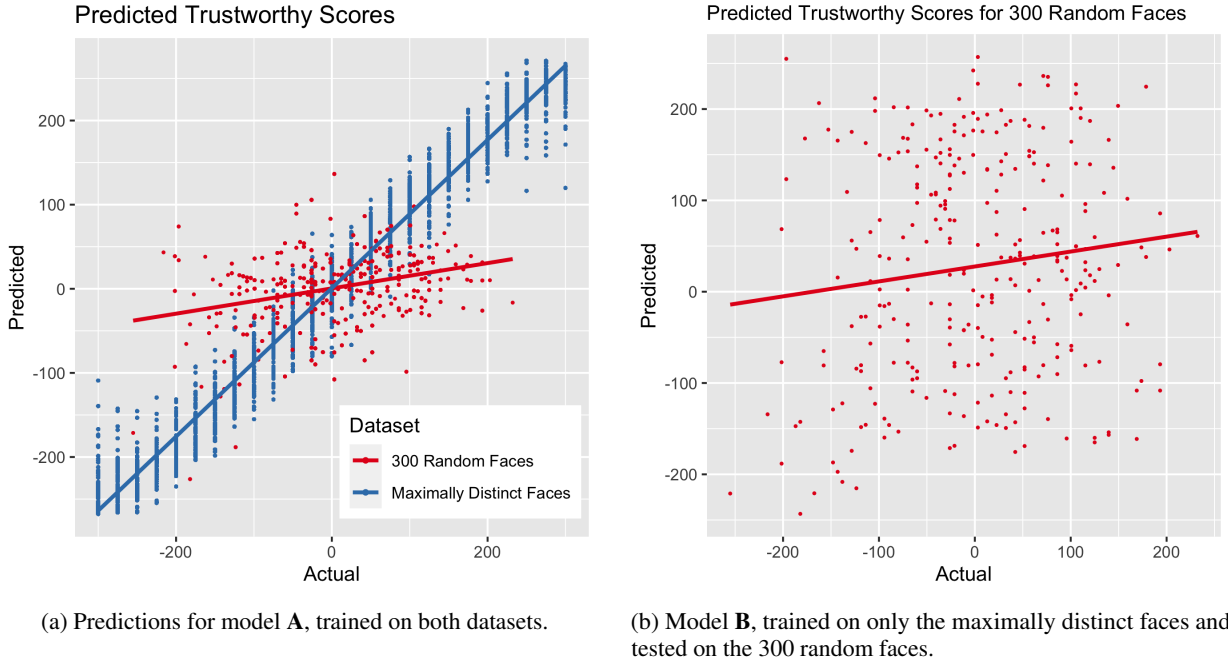 Predicted Trustworthy Scores
Predicted
200
100
0
-100
-200
-200
0
200
Actual
Dataset
300 Random Faces
Maximally Distinct Faces
(a) Predictions for model A, trained on both datasets.
Predicted Trustworthy Scores for 300 Random Faces
Predicted
200
100
0
-100
-200
-200
-100
0
100
200
Actual
(b) Model B, trained on only the maximally distinct faces and
tested on the 300 random faces.